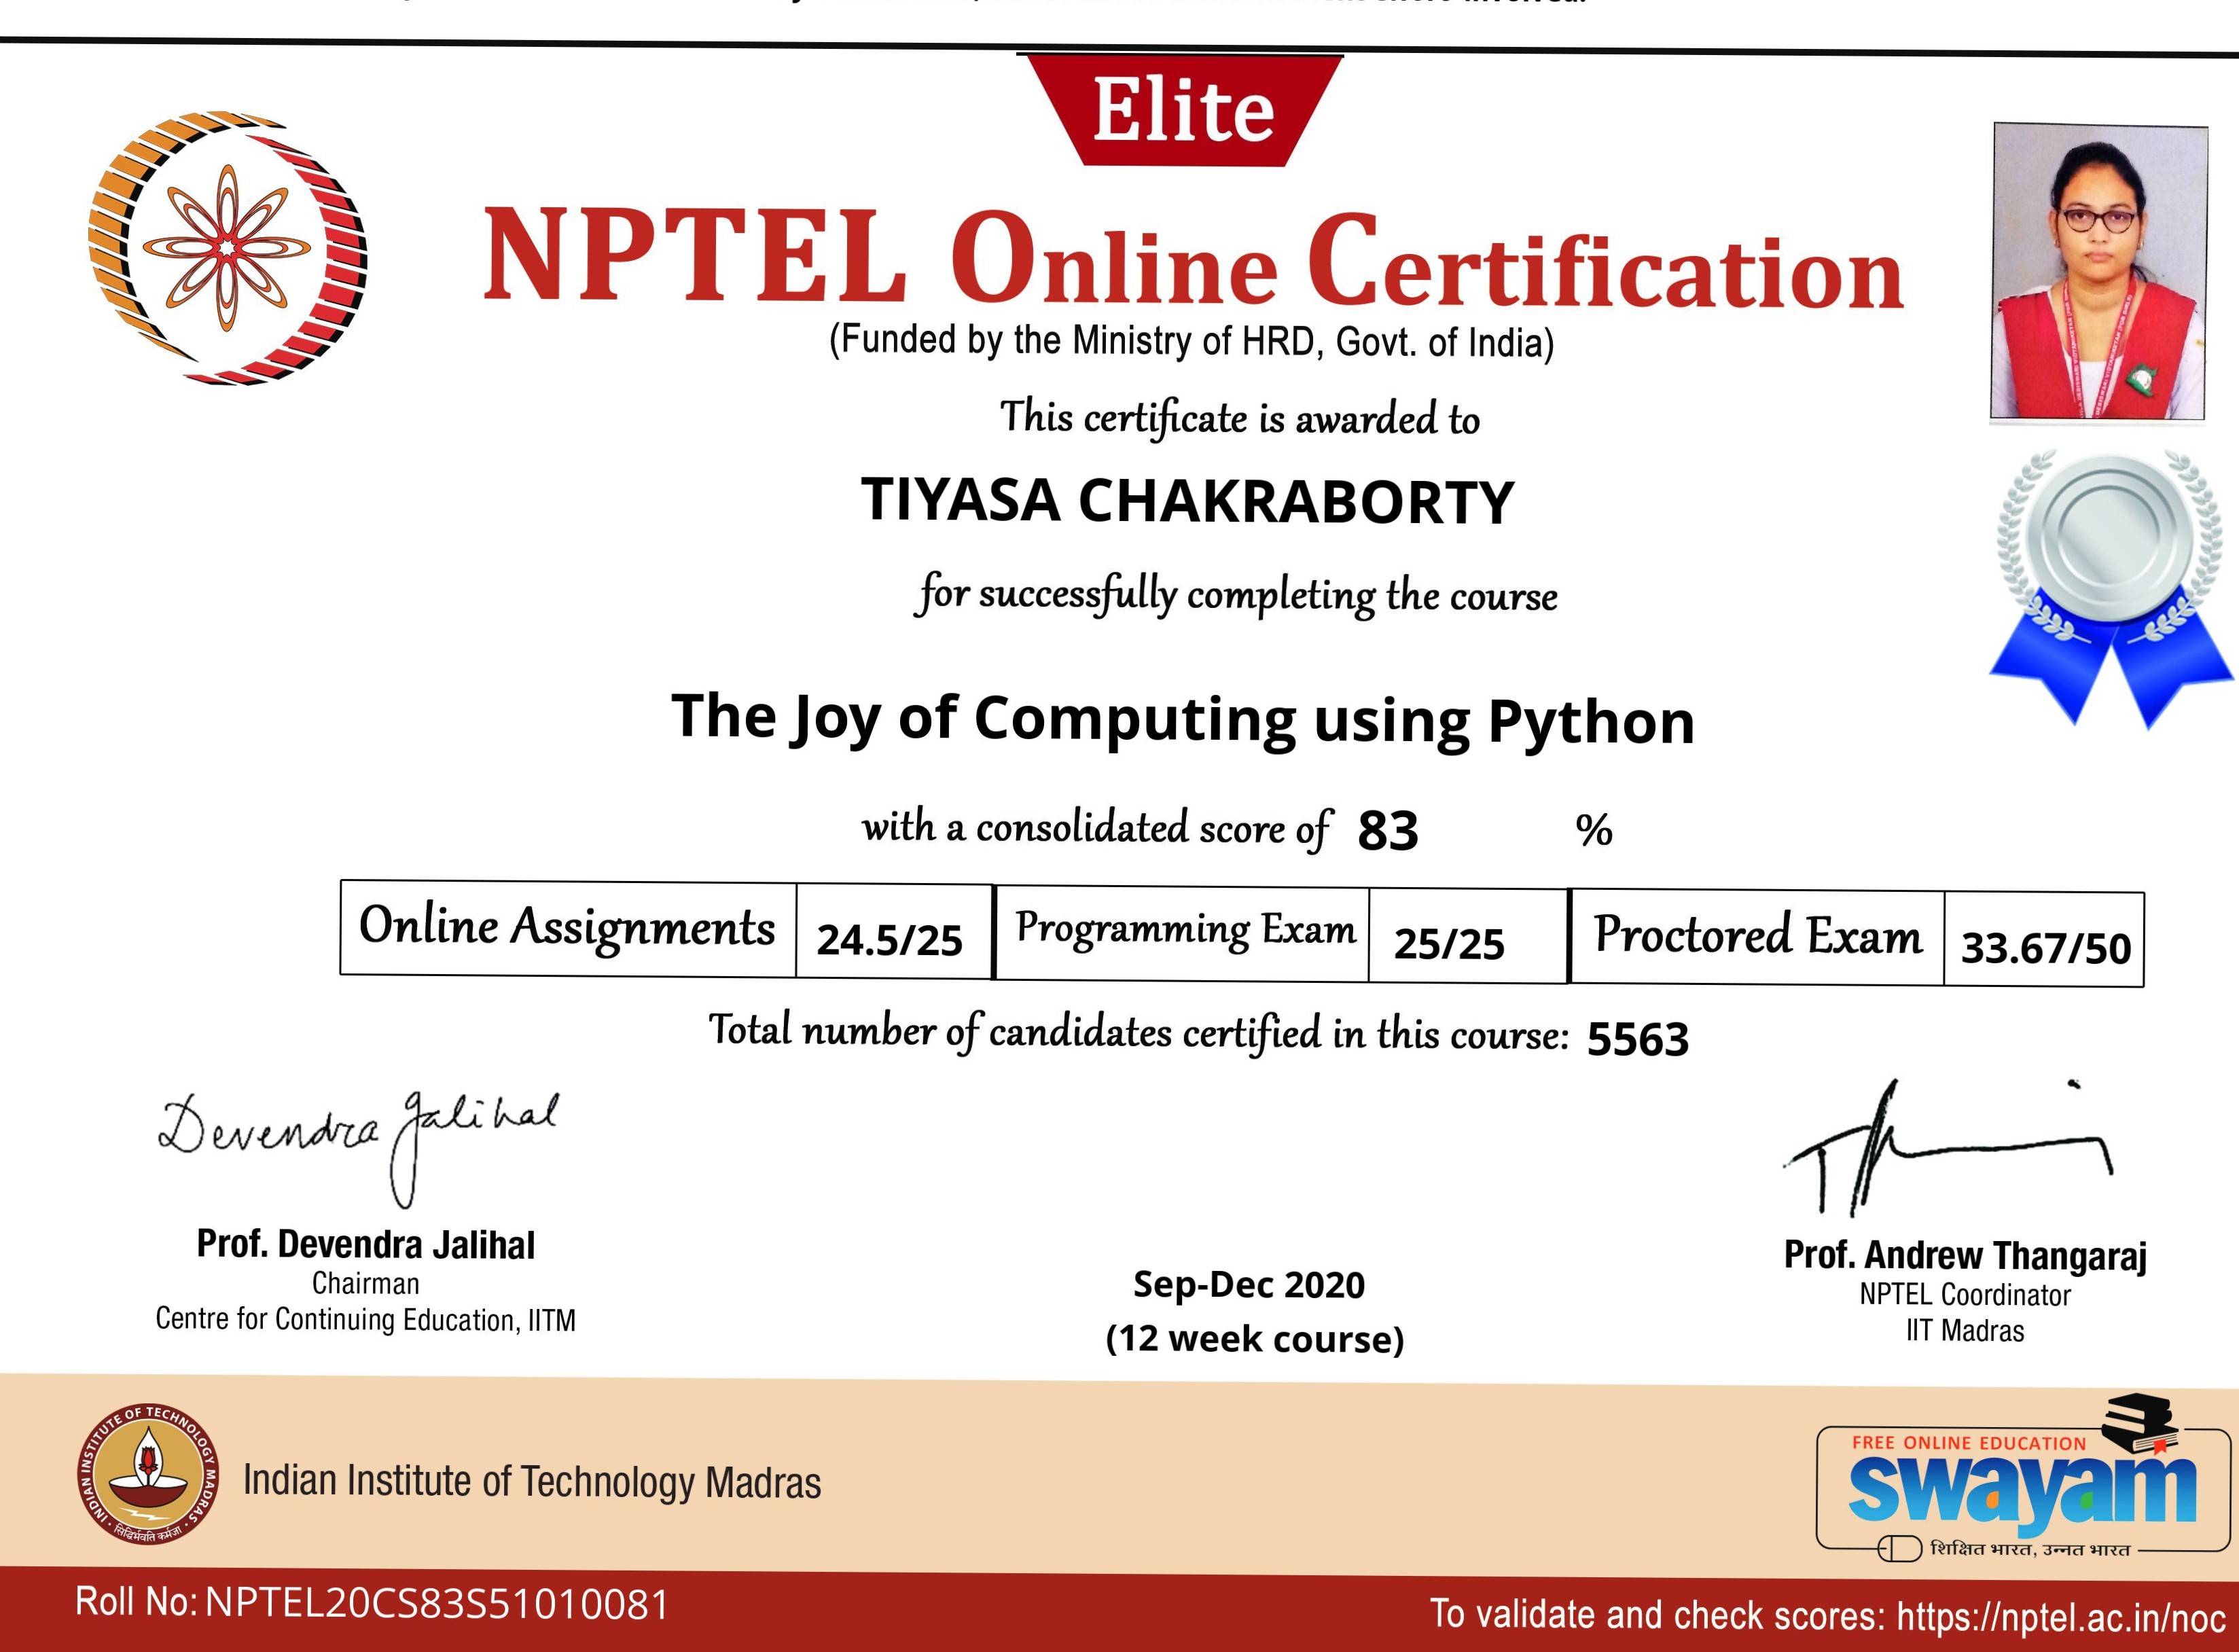 Elite
NPTEL Online Certification
(Funded by the Ministry of HRD, Govt. of India)
This certificate is awarded to
TIYASA CHAKRABORTY
for successfully completing the course
The Joy of Computing using Python
with a consolidated score of 83 %
Online Assignments 24.5/25 Programming Exam 25/25 Proctored Exam 33.67/50
Total number of candidates certified in this course: 5563
Devendra Jalihal
Prof. Devendra Jalihal
Chairman
Centre for Continuing Education, IITM
Sep-Dec 2020
(12 week course)
Prof. Andrew Thangaraj
NPTEL Coordinator
IIT Madras
INDIAN INSTITUTE OF TECHNOLOGY MADRAS
सिद्धिर्भवति कर्मजा
Indian Institute of Technology Madras
FREE ONLINE EDUCATION
swayam
शिक्षित भारत, उन्नत भारत
Roll No: NPTEL20CS83S51010081
To validate and check scores: https://nptel.ac.in/noc